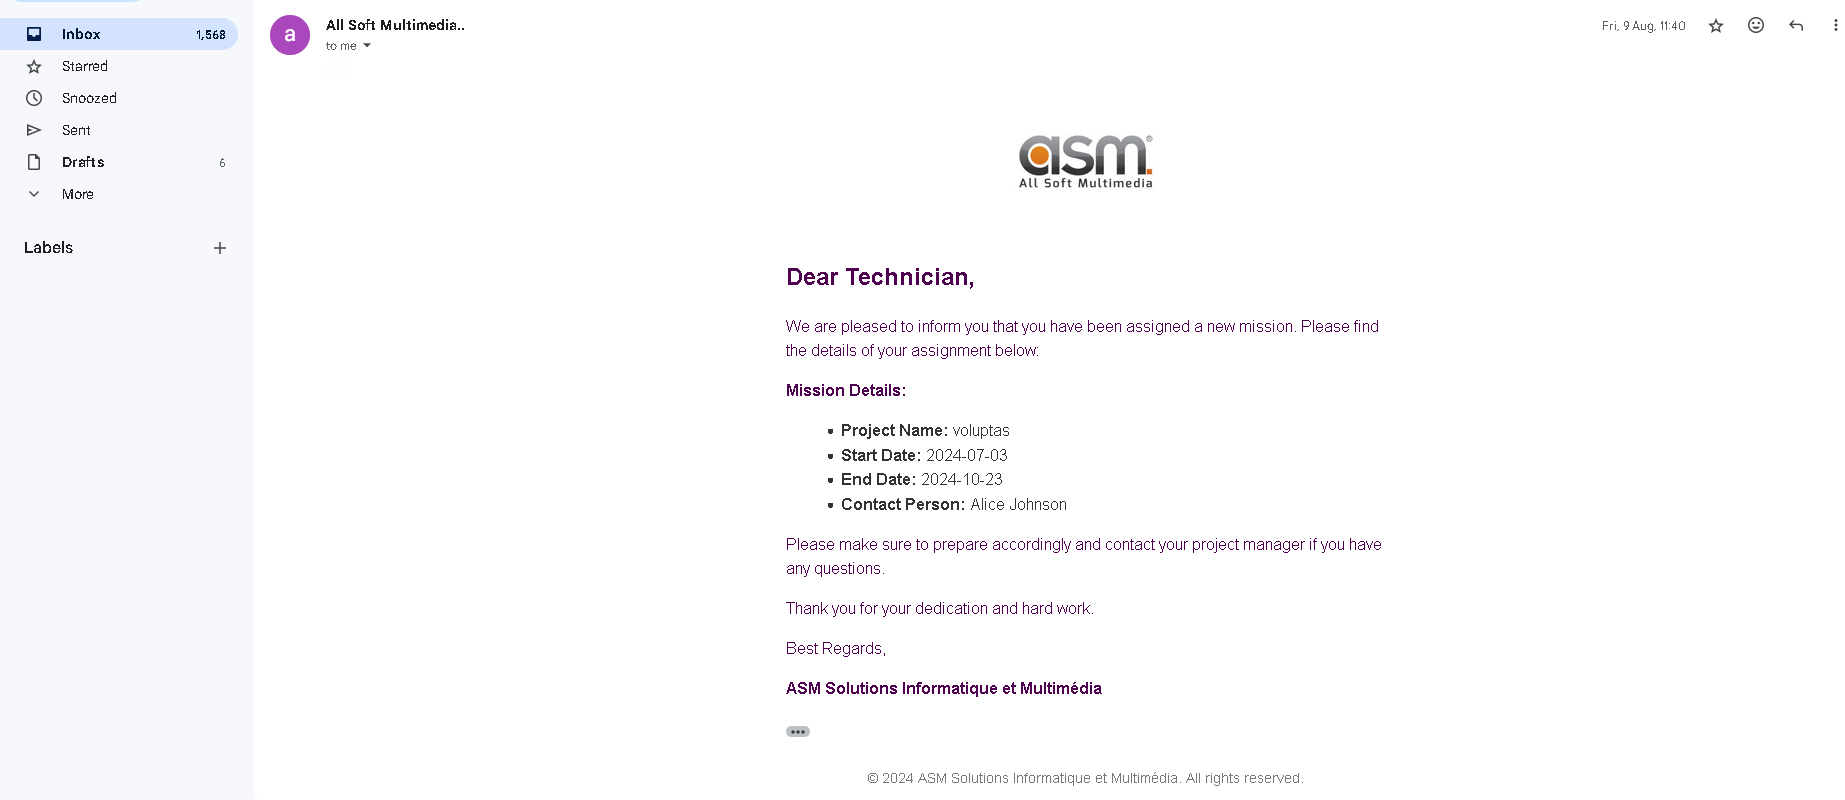 Inbox 1,568
Starred
Snoozed
Sent
Drafts 6
More
Labels
a
All Soft Multimedia..
to me
Fri, 9 Aug, 11:40
asm.®
All Soft Multimedia
Dear Technician,
We are pleased to inform you that you have been assigned a new mission. Please find
the details of your assignment below:
Mission Details:
• Project Name: voluptas
• Start Date: 2024-07-03
• End Date: 2024-10-23
• Contact Person: Alice Johnson
Please make sure to prepare accordingly and contact your project manager if you have
any questions.
Thank you for your dedication and hard work.
Best Regards,
ASM Solutions Informatique et Multimédia
© 2024 ASM Solutions Informatique et Multimédia. All rights reserved.